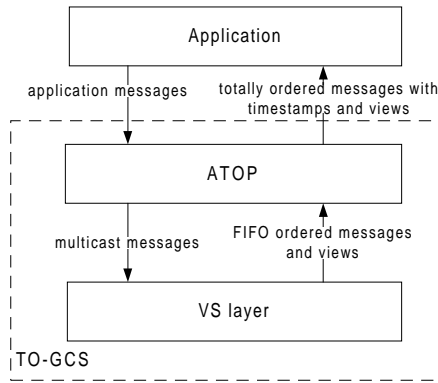 Application
application messages
totally ordered messages with
timestamps and views
ATOP
multicast messages
FIFO ordered messages
and views
VS layer
TO-GCS